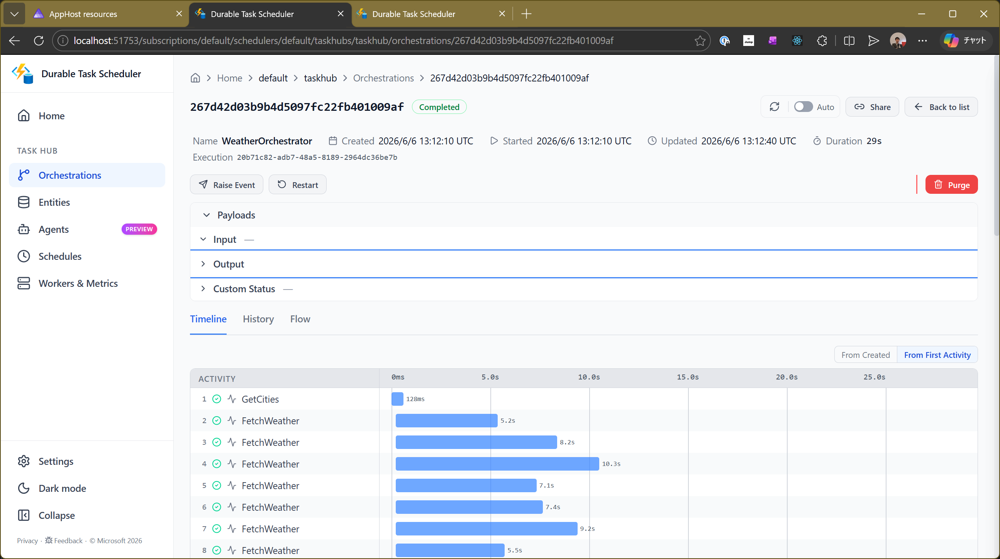 AppHost resources
Durable Task Scheduler
Durable Task Scheduler
localhost:51753/subscriptions/default/schedulers/default/taskhubs/taskhub/orchestrations/267d42d03b9b4d5097fc22fb401009af
Jump
N
チャット
Durable Task Scheduler
Home
TASK HUB
Orchestrations
Entities
Agents PREVIEW
Schedules
Workers & Metrics
Settings
Dark mode
Collapse
Privacy · Feedback · © Microsoft 2026
Home default taskhub Orchestrations 267d42d03b9b4d5097fc22fb401009af
267d42d03b9b4d5097fc22fb401009af Completed
Auto Share Back to list
Name WeatherOrchestrator Created 2026/6/6 13:12:10 UTC Started 2026/6/6 13:12:10 UTC Updated 2026/6/6 13:12:40 UTC Duration 29s
Execution 20b71c82-adb7-48a5-8189-2964dc36be7b
Raise Event Restart Purge
Payloads
Input —
Output
Custom Status —
Timeline History Flow
From Created From First Activity
ACTIVITY 0ms 5.0s 10.0s 15.0s 20.0s 25.0s
1 GetCities 128ms
2 FetchWeather 5.2s
3 FetchWeather 8.2s
4 FetchWeather 10.3s
5 FetchWeather 7.1s
6 FetchWeather 7.4s
7 FetchWeather 9.2s
8 FetchWeather 5.5s